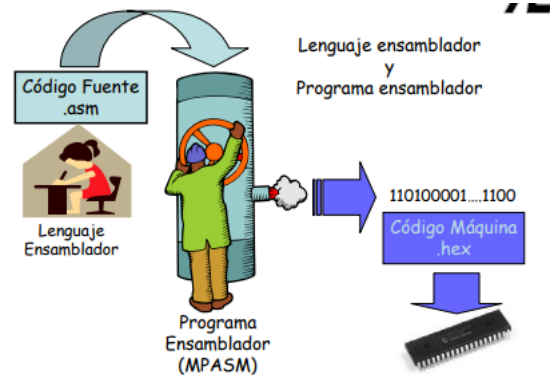 Lenguaje ensamblador
y
Programa ensamblador
Código Fuente
.asm
Lenguaje
Ensamblador
Programa
Ensamblador
(MPASM)
110100001....1100
Código Máquina
.hex